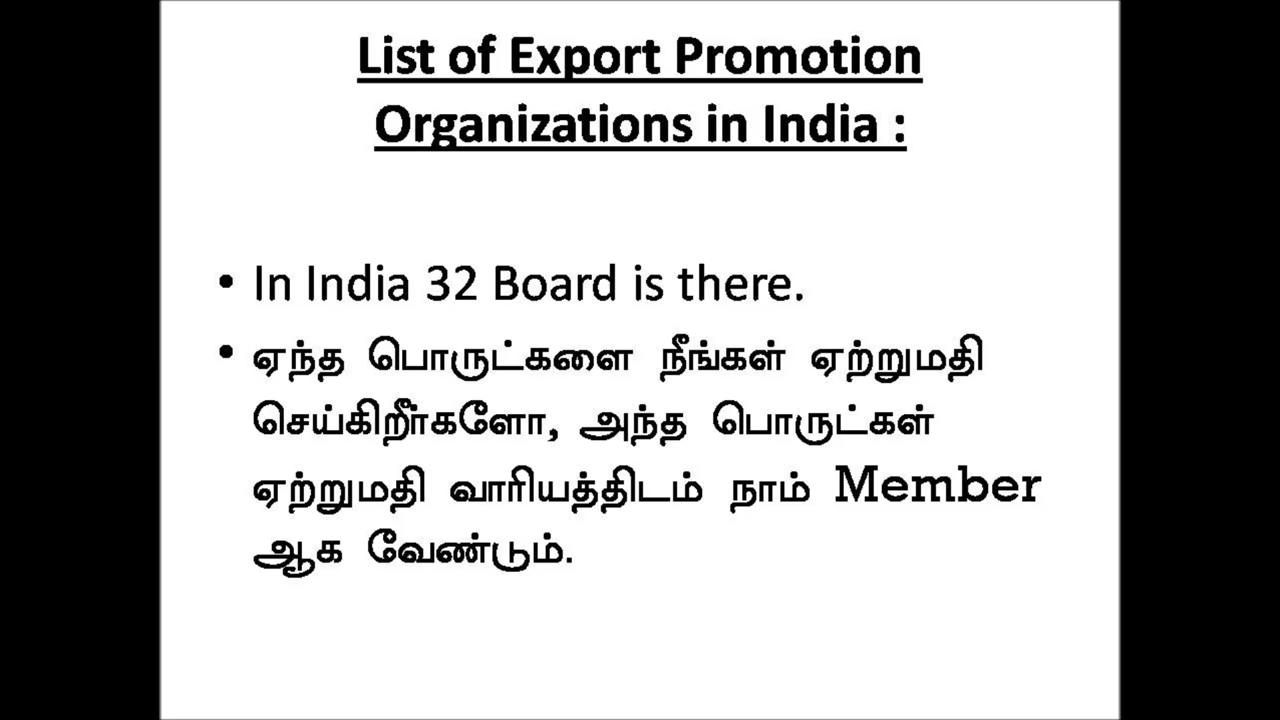 List of Export Promotion
Organizations in India :
• In India 32 Board is there.
• ஏந்த பொருட்களை நீங்கள் ஏற்றுமதி
செய்கிறீர்களோ, அந்த பொருட்கள்
ஏற்றுமதி வாரியத்திடம் நாம் Member
ஆக வேண்டும்.